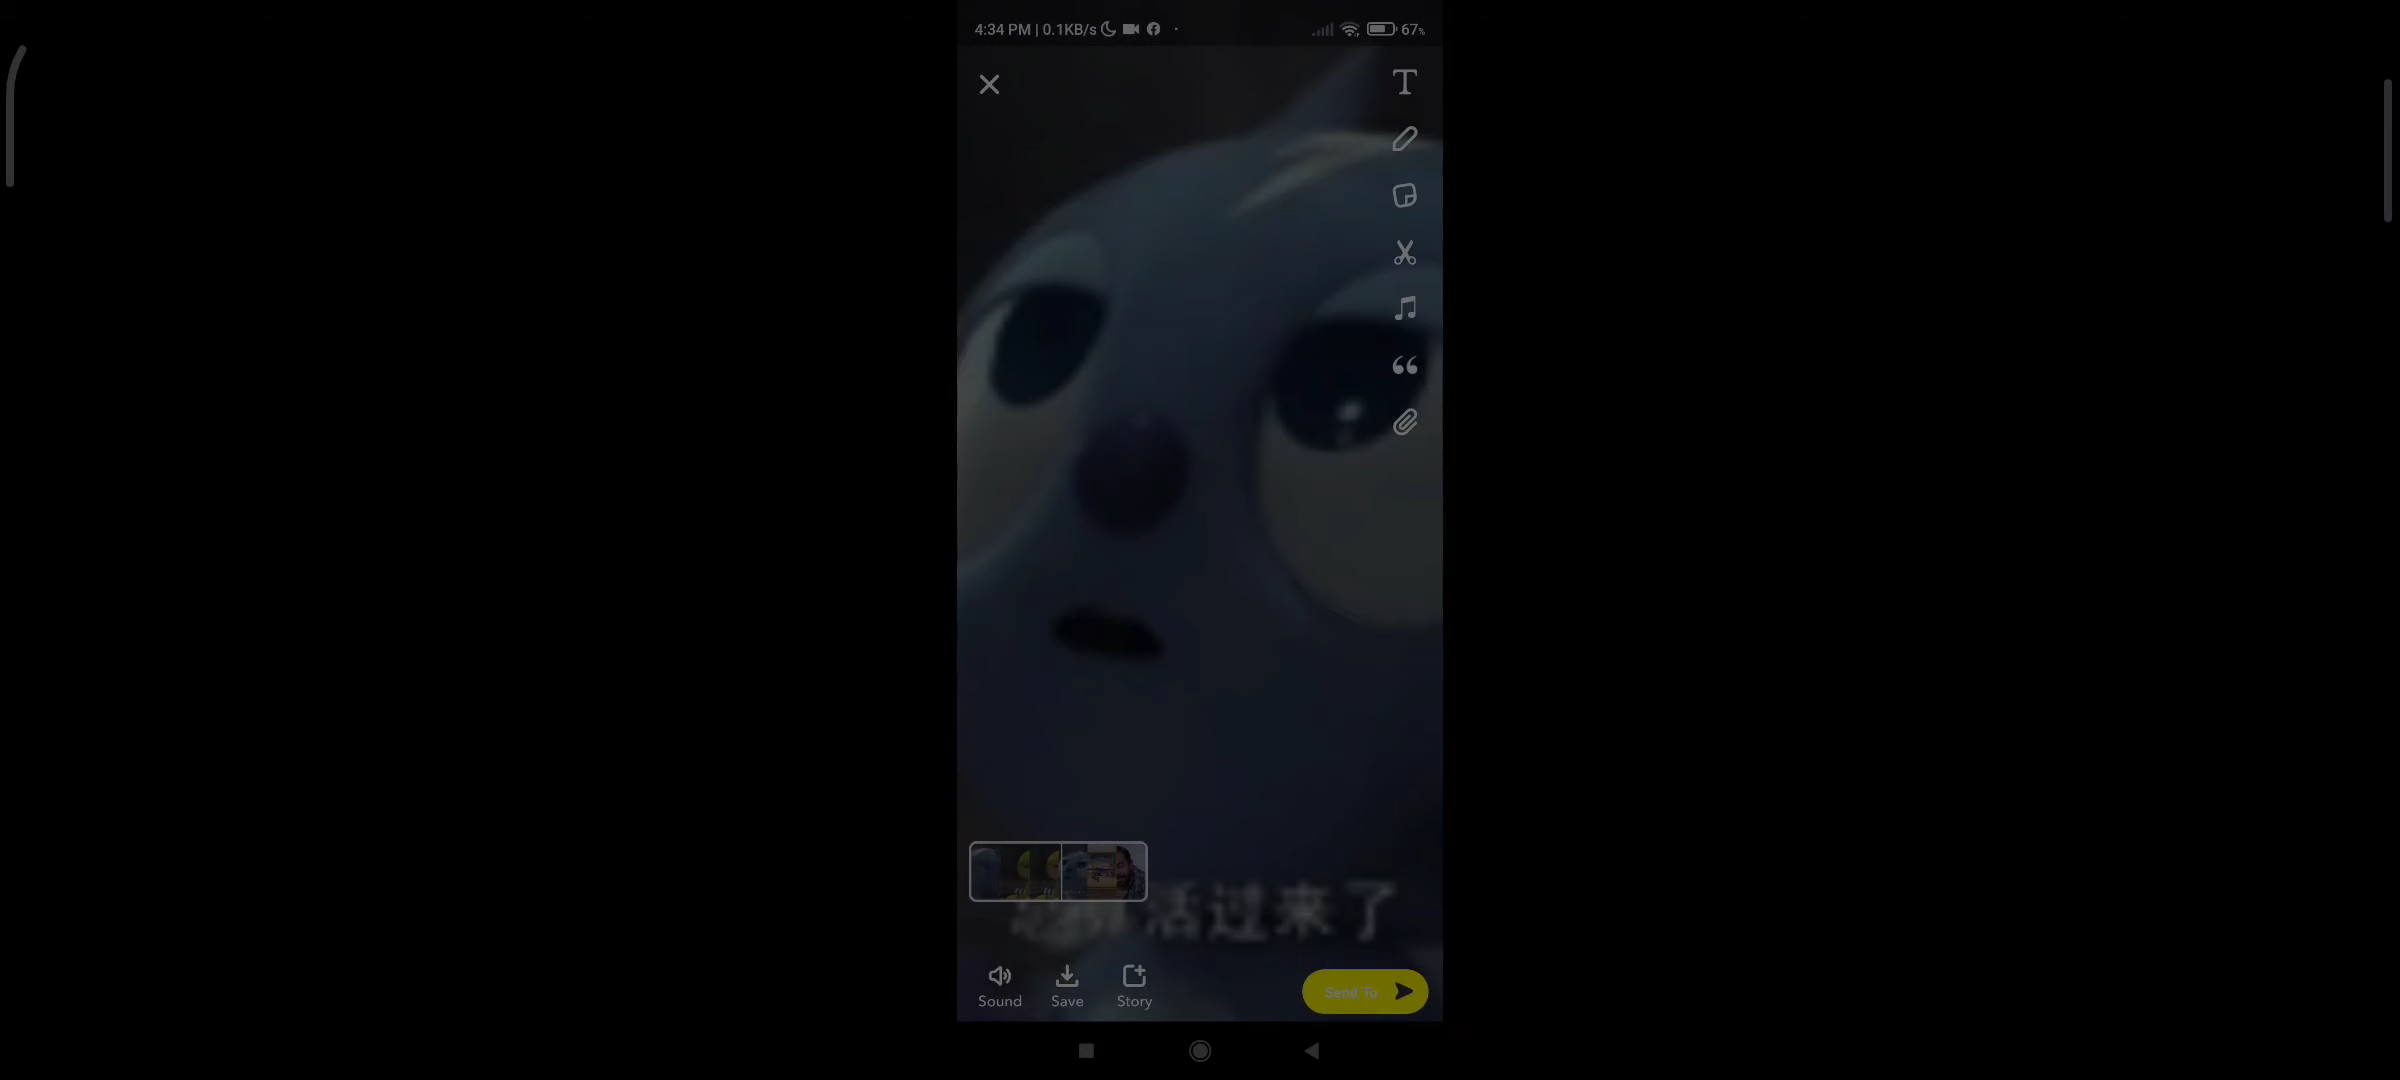 4:34 PM | 0.1KB/s
67%
T
活过来了
Sound
Save
Story
Send To